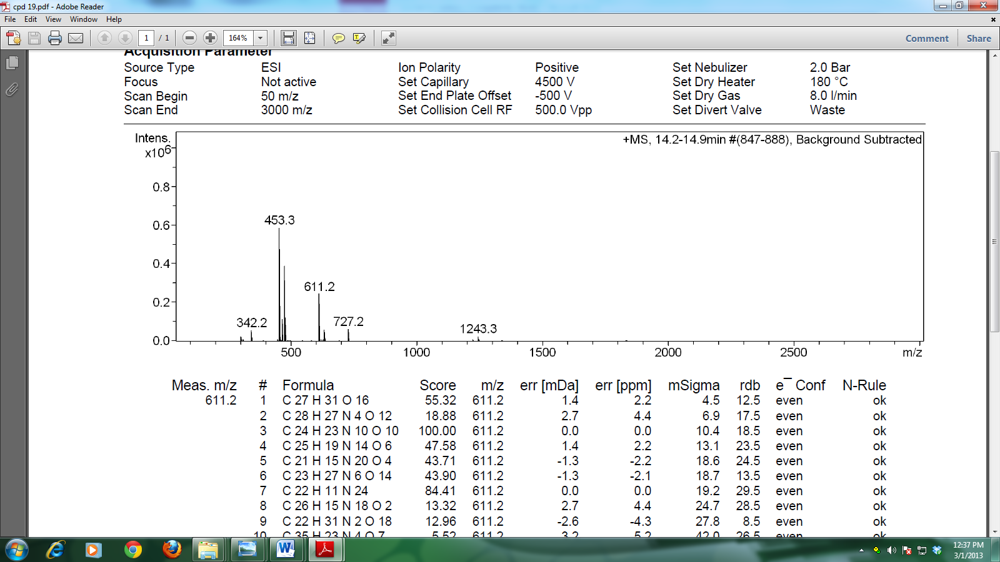 cpd 19.pdf - Adobe Reader
File Edit View Window Help
1 / 1 164% Comment Share
Acquisition Parameter
Source Type ESI Ion Polarity Positive Set Nebulizer 2.0 Bar
Focus Not active Set Capillary 4500 V Set Dry Heater 180 °C
Scan Begin 50 m/z Set End Plate Offset -500 V Set Dry Gas 8.0 l/min
Scan End 3000 m/z Set Collision Cell RF 500.0 Vpp Set Divert Valve Waste
Intens.
x10⁶
+MS, 14.2-14.9min #(847-888), Background Subtracted
0.8
0.6
453.3
0.4
611.2
0.2
342.2
727.2
1243.3
0.0
500 1000 1500 2000 2500 m/z
Meas. m/z # Formula Score m/z err [mDa] err [ppm] mSigma rdb e¯ Conf N-Rule
611.2 1 C 27 H 31 O 16 55.32 611.2 1.4 2.2 4.5 12.5 even ok
2 C 28 H 27 N 4 O 12 18.88 611.2 2.7 4.4 6.9 17.5 even ok
3 C 24 H 23 N 10 O 10 100.00 611.2 0.0 0.0 10.4 18.5 even ok
4 C 25 H 19 N 14 O 6 47.58 611.2 1.4 2.2 13.1 23.5 even ok
5 C 21 H 15 N 20 O 4 43.71 611.2 -1.3 -2.2 18.6 24.5 even ok
6 C 23 H 27 N 6 O 14 43.90 611.2 -1.3 -2.1 18.7 13.5 even ok
7 C 22 H 11 N 24 84.41 611.2 0.0 0.0 19.2 29.5 even ok
8 C 26 H 15 N 18 O 2 13.32 611.2 2.7 4.4 24.7 28.5 even ok
9 C 22 H 31 N 2 O 18 12.96 611.2 -2.6 -4.3 27.8 8.5 even ok
10 C 35 H 23 N 4 O 7 5.52 611.2 3.2 5.2 42.0 26.5 even ok
12:37 PM
3/1/2013